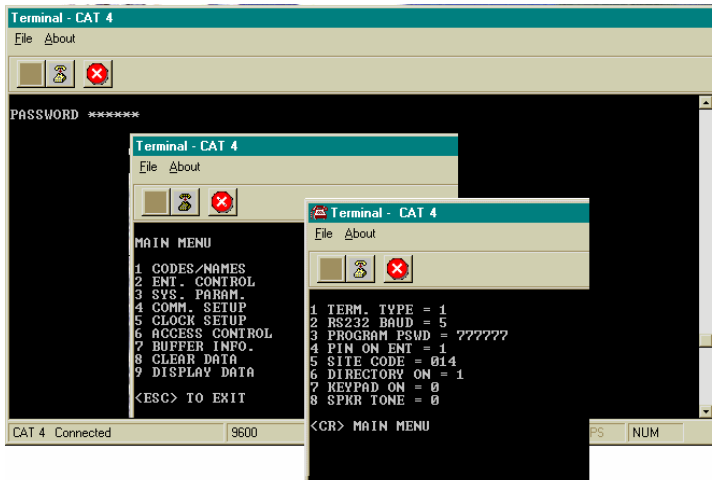 Terminal - CAT 4
File About
PASSWORD ******
Terminal - CAT 4
File About
MAIN MENU
1 CODES/NAMES
2 ENT. CONTROL
3 SYS. PARAM.
4 COMM. SETUP
5 CLOCK SETUP
6 ACCESS CONTROL
7 BUFFER INFO.
8 CLEAR DATA
9 DISPLAY DATA
<ESC> TO EXIT
Terminal - CAT 4
File About
1 TERM. TYPE = 1
2 RS232 BAUD = 5
3 PROGRAM PSWD = 777777
4 PIN ON ENT = 1
5 SITE CODE = 014
6 DIRECTORY ON = 1
7 KEYPAD ON = 0
8 SPKR TONE = 0
<CR> MAIN MENU
CAT 4 Connected 9600 PS NUM